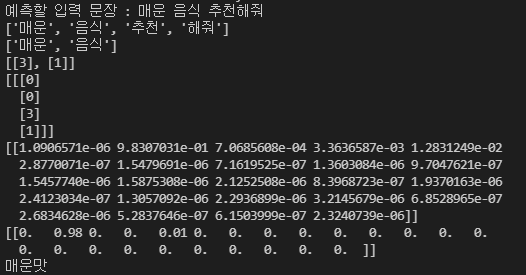 예측할 입력 문장 : 매운 음식 추천해줘
['매운', '음식', '추천', '해줘']
['매운', '음식']
[[3], [1]]
[[[0]
[0]
[3]
[1]]]
[[1.0906571e-06 9.8307031e-01 7.0685608e-04 3.3636587e-03 1.2831249e-02
2.8770071e-07 1.5479691e-06 7.1619525e-07 1.3603084e-06 9.7047621e-07
1.5457740e-06 1.5875308e-06 2.1252508e-06 8.3968723e-07 1.9370163e-06
2.4123034e-07 1.3057092e-06 2.2936899e-06 3.2145679e-06 6.8528965e-07
2.6834628e-06 5.2837646e-07 6.1503999e-07 2.3240739e-06]]
[[0. 0.98 0. 0. 0.01 0. 0. 0. 0. 0. 0. 0. 0.
0. 0. 0. 0. 0. 0. 0. 0. 0. 0. 0. ]]
매운맛